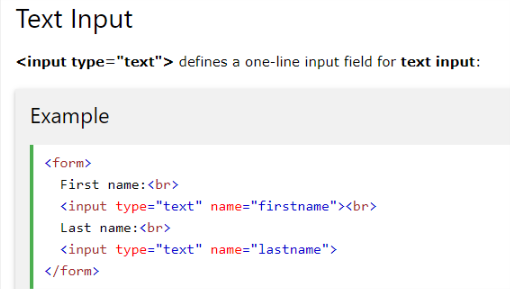 Text Input
<input type="text"> defines a one-line input field for text input:
Example
<form>
First name:<br>
<input type="text" name="firstname"><br>
Last name:<br>
<input type="text" name="lastname">
</form>